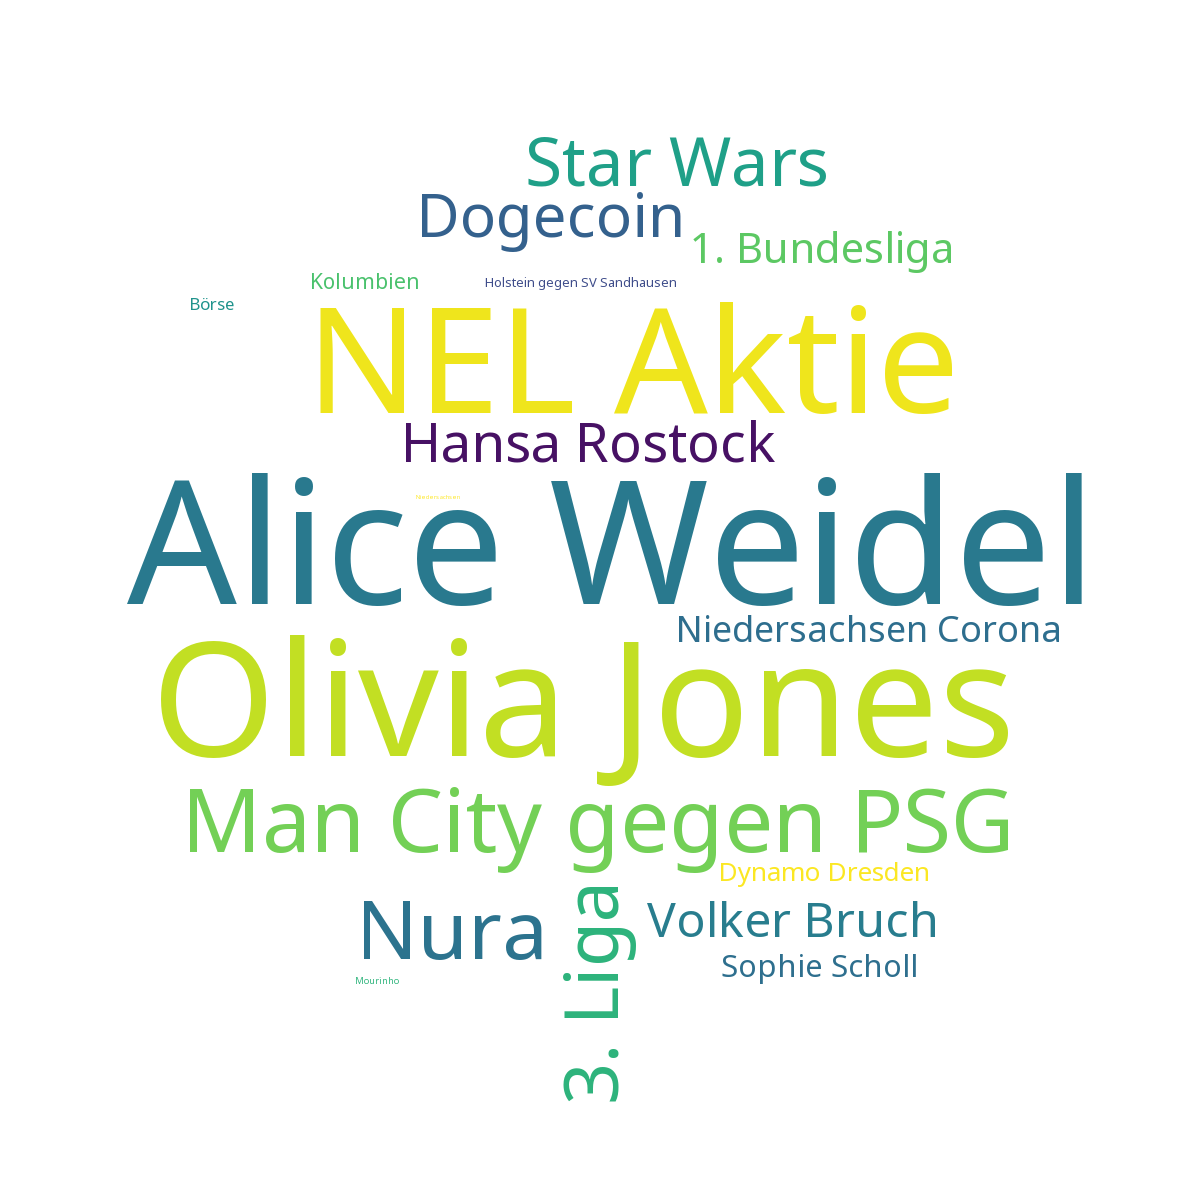 Star Wars
Dogecoin
1. Bundesliga
Kolumbien
Holstein gegen SV Sandhausen
Börse
NEL Aktie
Hansa Rostock
Alice Weidel
Niedersachsen
Niedersachsen Corona
Olivia Jones
Man City gegen PSG
Dynamo Dresden
Nura
3. Liga
Volker Bruch
Sophie Scholl
Mourinho